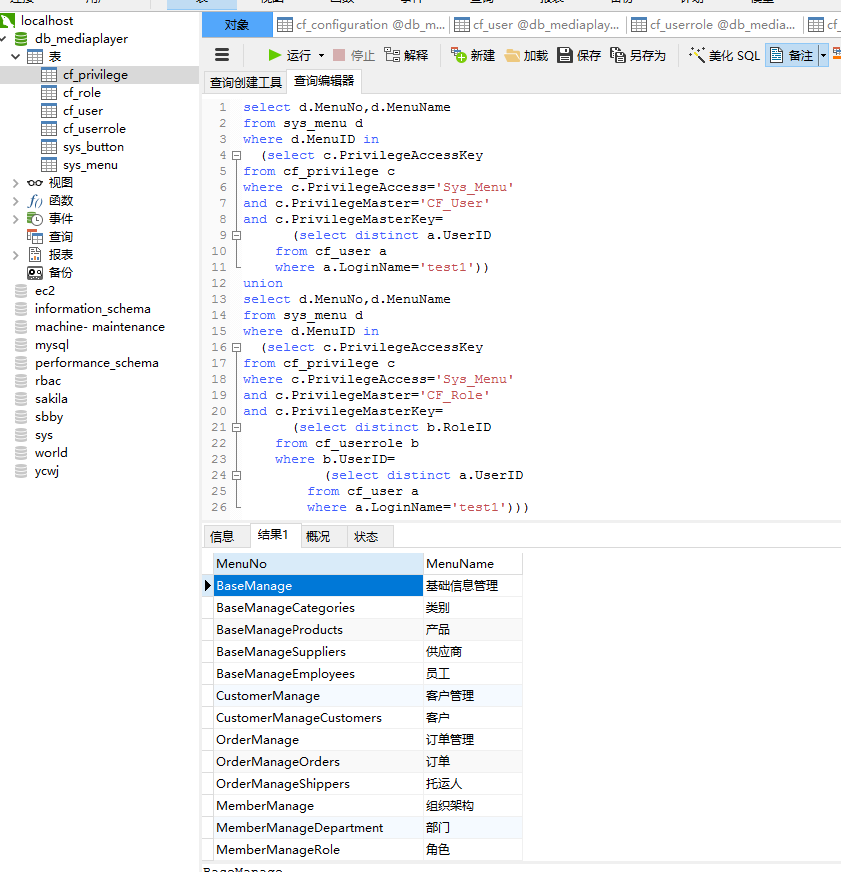 localhost
db_mediaplayer
表
cf_privilege
cf_role
cf_user
cf_userrole
sys_button
sys_menu
视图
函数
事件
查询
报表
备份
ec2
information_schema
machine- maintenance
mysql
performance_schema
rbac
sakila
sbby
sys
world
ycwj
对象 cf_configuration @db_m... cf_user @db_mediaplay... cf_userrole @db_media... cf_
运行 停止 解释 新建 加载 保存 另存为 美化 SQL 备注
查询创建工具 查询编辑器
1 select d.MenuNo,d.MenuName
2 from sys_menu d
3 where d.MenuID in
4 (select c.PrivilegeAccessKey
5 from cf_privilege c
6 where c.PrivilegeAccess='Sys_Menu'
7 and c.PrivilegeMaster='CF_User'
8 and c.PrivilegeMasterKey=
9 (select distinct a.UserID
10 from cf_user a
11 where a.LoginName='test1'))
12 union
13 select d.MenuNo,d.MenuName
14 from sys_menu d
15 where d.MenuID in
16 (select c.PrivilegeAccessKey
17 from cf_privilege c
18 where c.PrivilegeAccess='Sys_Menu'
19 and c.PrivilegeMaster='CF_Role'
20 and c.PrivilegeMasterKey=
21 (select distinct b.RoleID
22 from cf_userrole b
23 where b.UserID=
24 (select distinct a.UserID
25 from cf_user a
26 where a.LoginName='test1')))
信息 结果1 概况 状态
MenuNo MenuName
BaseManage 基础信息管理
BaseManageCategories 类别
BaseManageProducts 产品
BaseManageSuppliers 供应商
BaseManageEmployees 员工
CustomerManage 客户管理
CustomerManageCustomers 客户
OrderManage 订单管理
OrderManageOrders 订单
OrderManageShippers 托运人
MemberManage 组织架构
MemberManageDepartment 部门
MemberManageRole 角色